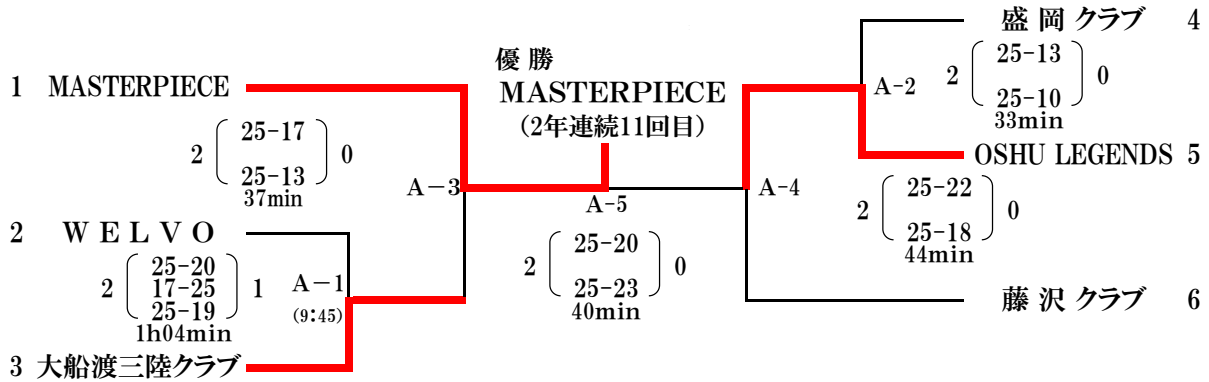 優 勝
MASTERPIECE
(2年連続11回目)
1 MASTERPIECE
2 25-17 0
25-13
37min
A－3
2 W E L V O
2 25-20 1
17-25
25-19
1h04min
A－1
(9:45)
3 大船渡三陸クラブ
A-5
2 25-20 0
25-23
40min
盛 岡 クラブ 4
A-2
2 25-13 0
25-10
33min
OSHU LEGENDS 5
A-4
2 25-22 0
25-18
44min
藤 沢 クラブ 6